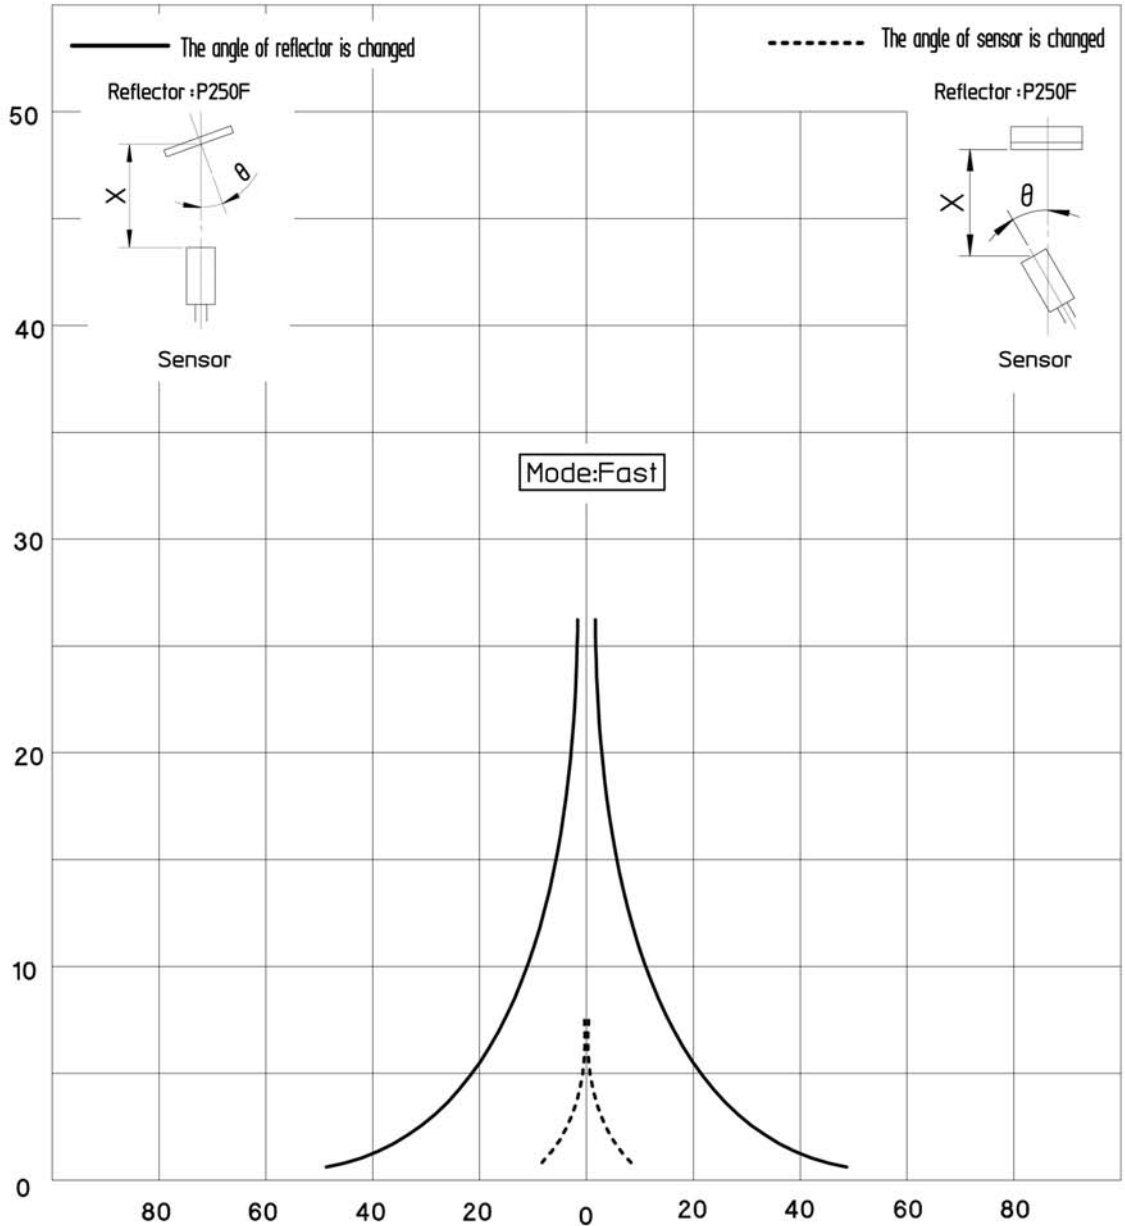 The angle of reflector is changed
The angle of sensor is changed
Reflector :P250F
Reflector :P250F
50
θ
X
θ
X
40
Sensor
Sensor
Mode:Fast
30
20
10
0
80 60 40 20 0 20 40 60 80